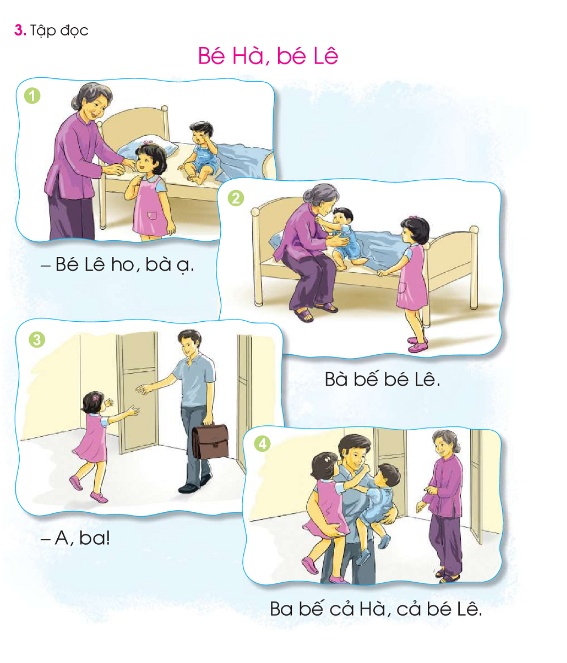 3. Tập đọc
Bé Hà, bé Lê
1
– Bé Lê ho, bà ạ.
2
Bà bế bé Lê.
3
– A, ba!
4
Ba bế cả Hà, cả bé Lê.